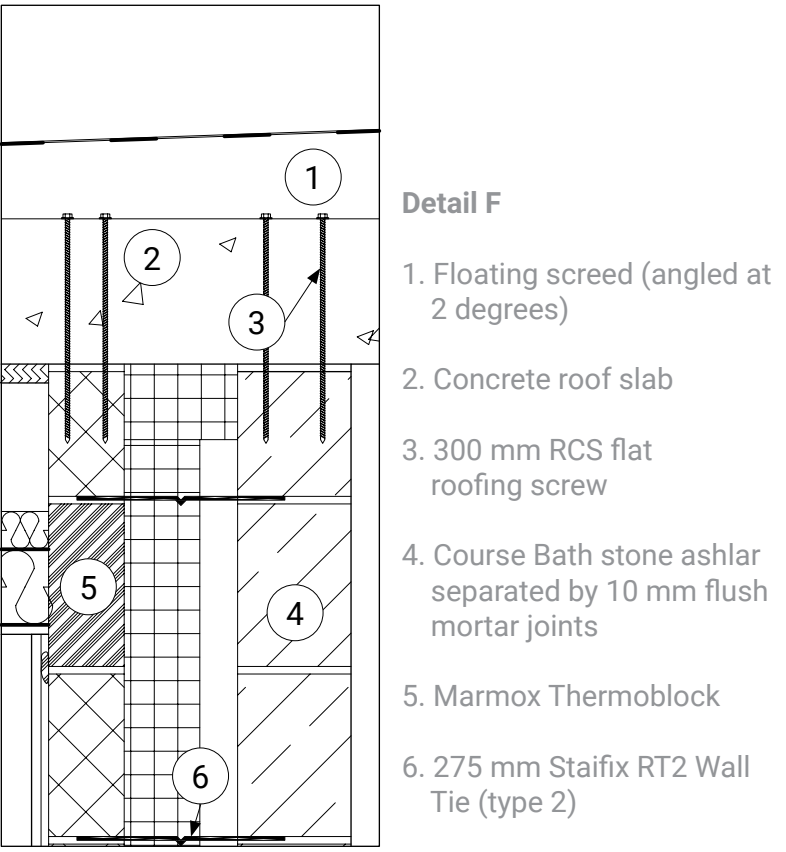 1
2
3
5
4
6
Detail F
1. Floating screed (angled at
2 degrees)
2. Concrete roof slab
3. 300 mm RCS flat
roofing screw
4. Course Bath stone ashlar
separated by 10 mm flush
mortar joints
5. Marmox Thermoblock
6. 275 mm Staifix RT2 Wall
Tie (type 2)